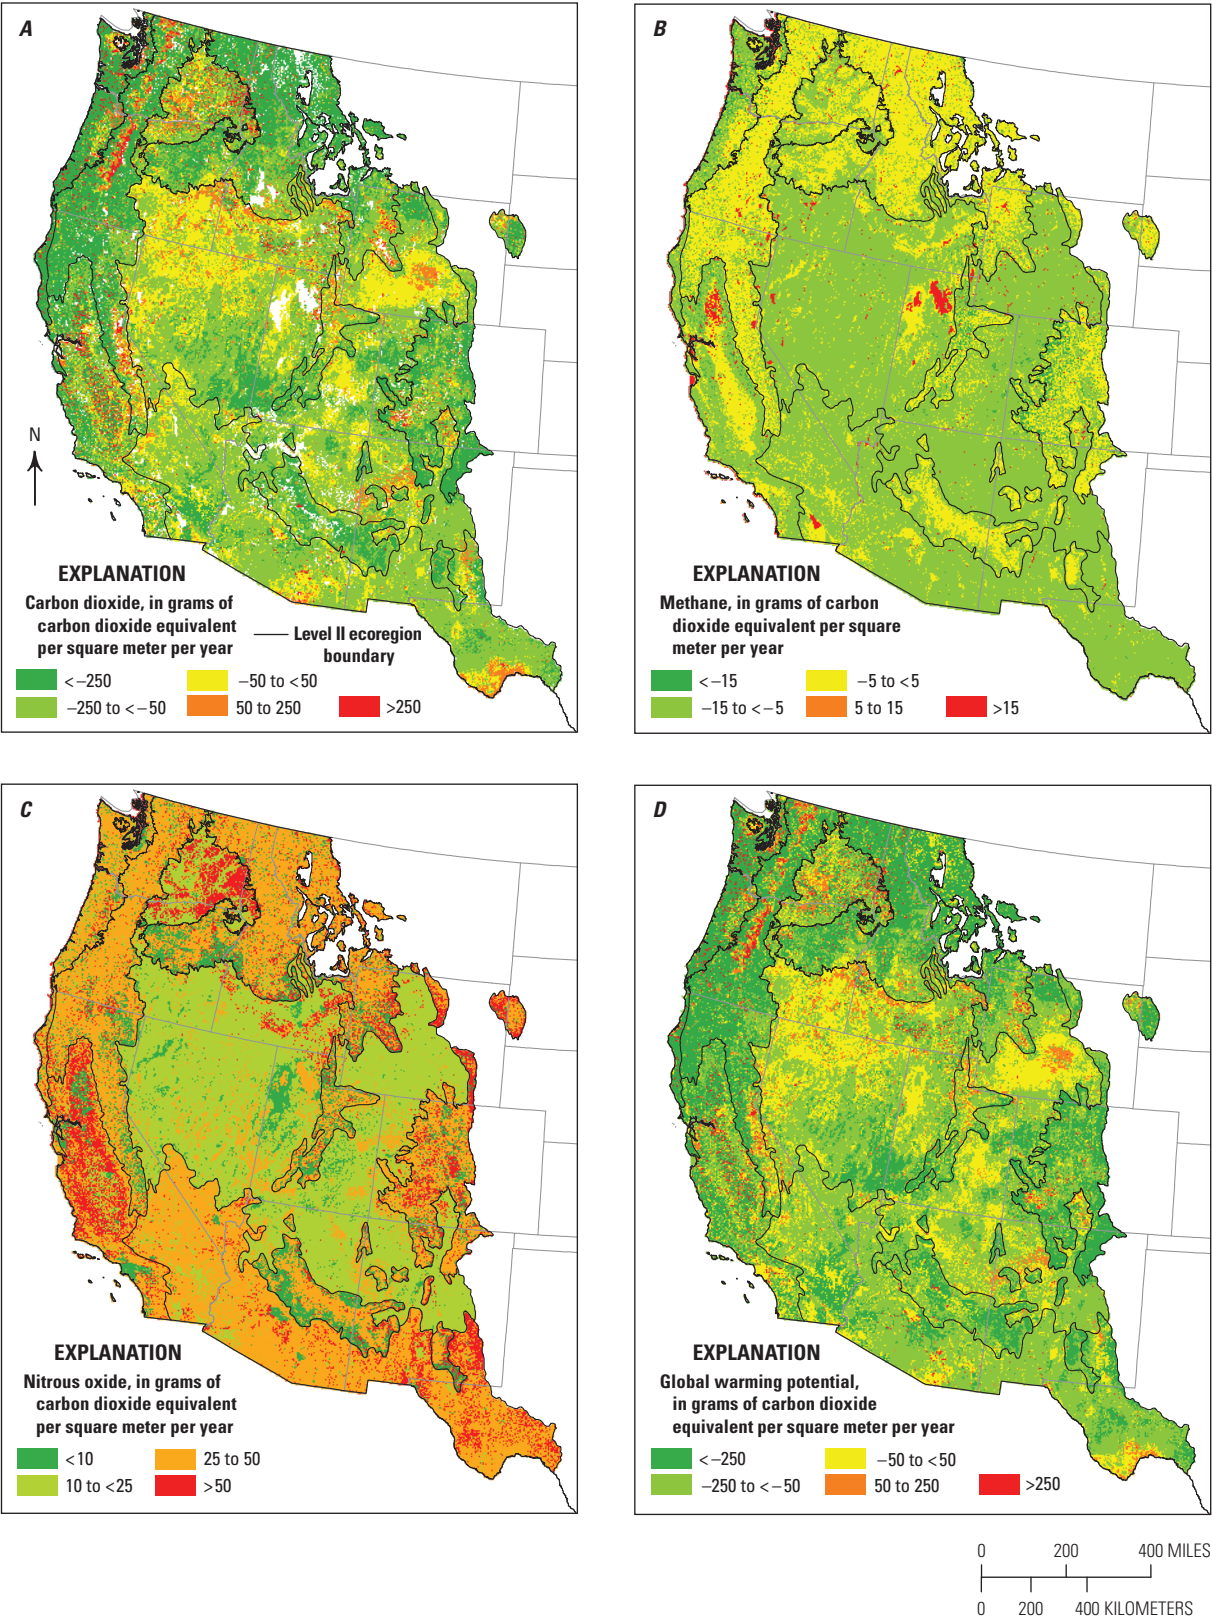 A
N
EXPLANATION
Carbon dioxide, in grams of
carbon dioxide equivalent
per square meter per year
Level II ecoregion
boundary
<–250
–50 to <50
–250 to <–50
50 to 250
>250
B
EXPLANATION
Methane, in grams of carbon
dioxide equivalent per square
meter per year
<–15
–5 to <5
–15 to <–5
5 to 15
>15
C
EXPLANATION
Nitrous oxide, in grams of
carbon dioxide equivalent
per square meter per year
<10
25 to 50
10 to <25
>50
D
EXPLANATION
Global warming potential,
in grams of carbon dioxide
equivalent per square meter per year
<–250
–50 to <50
–250 to <–50
50 to 250
>250
0 200 400 MILES
0 200 400 KILOMETERS